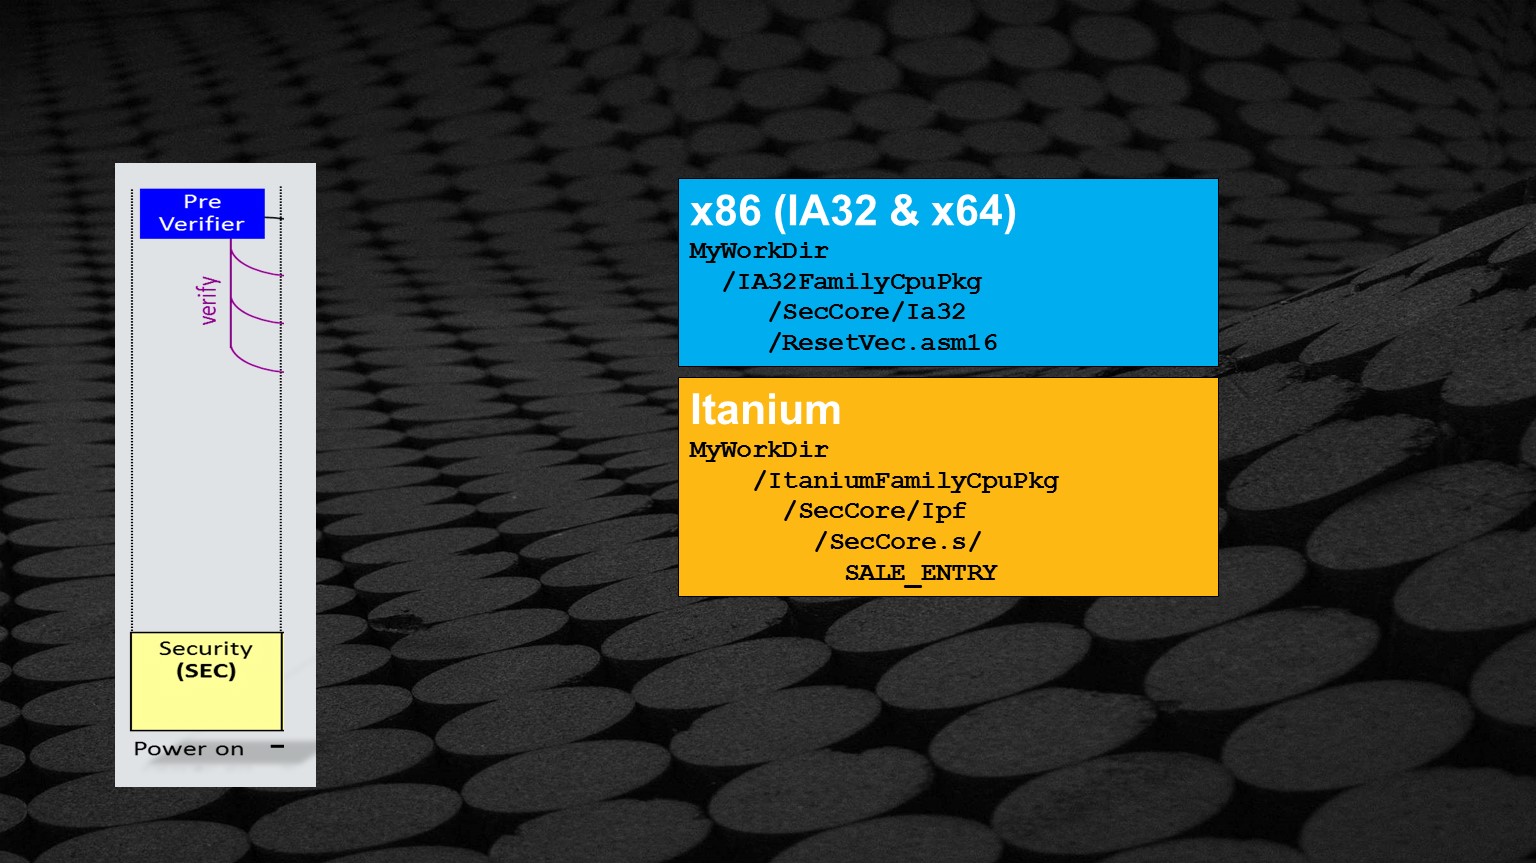 Pre
Verifier
verify
Security
(SEC)
Power on
x86 (IA32 & x64)
MyWorkDir
/IA32FamilyCpuPkg
/SecCore/Ia32
/ResetVec.asm16
Itanium
MyWorkDir
/ItaniumFamilyCpuPkg
/SecCore/Ipf
/SecCore.s/
SALE_ENTRY